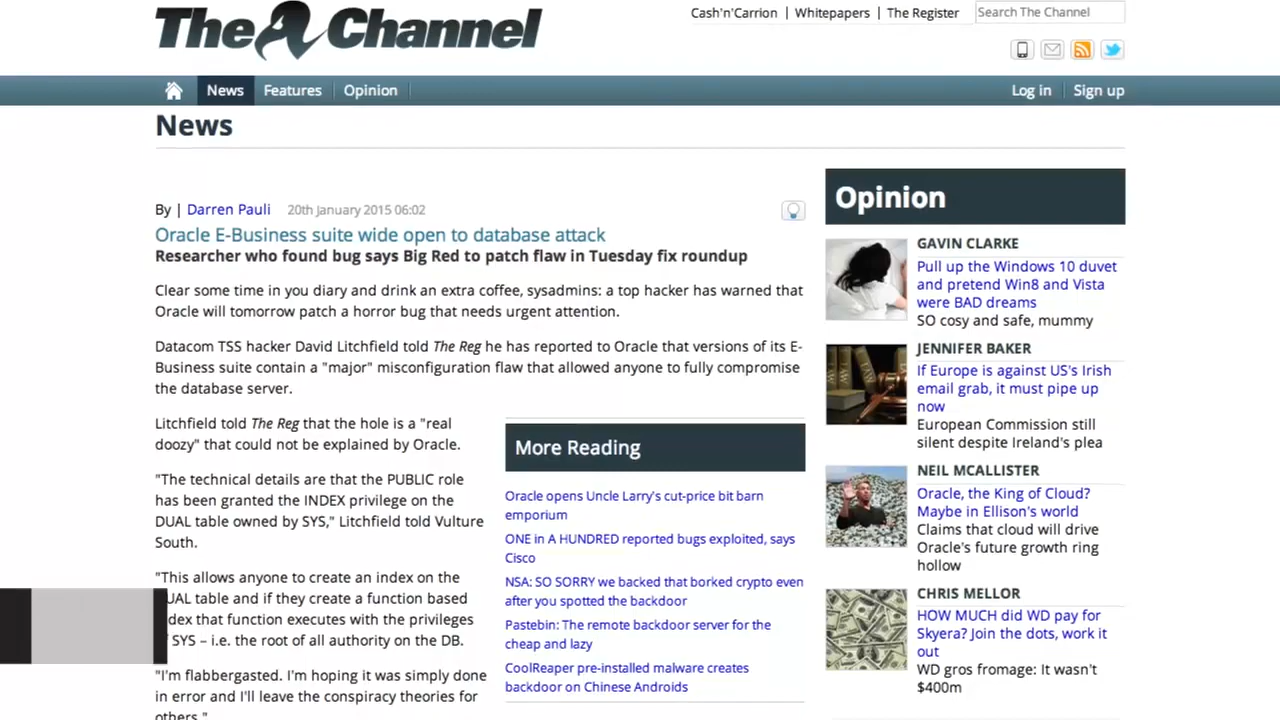 The Channel
Cash'n'Carrion | Whitepapers | The Register
Search The Channel
News Features Opinion
Log in Sign up
News
By | Darren Pauli 20th January 2015 06:02
Oracle E-Business suite wide open to database attack
Researcher who found bug says Big Red to patch flaw in Tuesday fix roundup
Clear some time in you diary and drink an extra coffee, sysadmins: a top hacker has warned that
Oracle will tomorrow patch a horror bug that needs urgent attention.
Datacom TSS hacker David Litchfield told The Reg he has reported to Oracle that versions of its E-
Business suite contain a "major" misconfiguration flaw that allowed anyone to fully compromise
the database server.
Litchfield told The Reg that the hole is a "real
doozy" that could not be explained by Oracle.
"The technical details are that the PUBLIC role
has been granted the INDEX privilege on the
DUAL table owned by SYS," Litchfield told Vulture
South.
"This allows anyone to create an index on the
UAL table and if they create a function based
dex that function executes with the privileges
SYS – i.e. the root of all authority on the DB.
"I'm flabbergasted. I'm hoping it was simply done
in error and I'll leave the conspiracy theories for
others."
More Reading
Oracle opens Uncle Larry's cut-price bit barn
emporium
ONE in A HUNDRED reported bugs exploited, says
Cisco
NSA: SO SORRY we backed that borked crypto even
after you spotted the backdoor
Pastebin: The remote backdoor server for the
cheap and lazy
CoolReaper pre-installed malware creates
backdoor on Chinese Androids
Opinion
GAVIN CLARKE
Pull up the Windows 10 duvet
and pretend Win8 and Vista
were BAD dreams
SO cosy and safe, mummy
JENNIFER BAKER
If Europe is against US's Irish
email grab, it must pipe up
now
European Commission still
silent despite Ireland's plea
NEIL MCALLISTER
Oracle, the King of Cloud?
Maybe in Ellison's world
Claims that cloud will drive
Oracle's future growth ring
hollow
CHRIS MELLOR
HOW MUCH did WD pay for
Skyera? Join the dots, work it
out
WD gros fromage: It wasn't
$400m